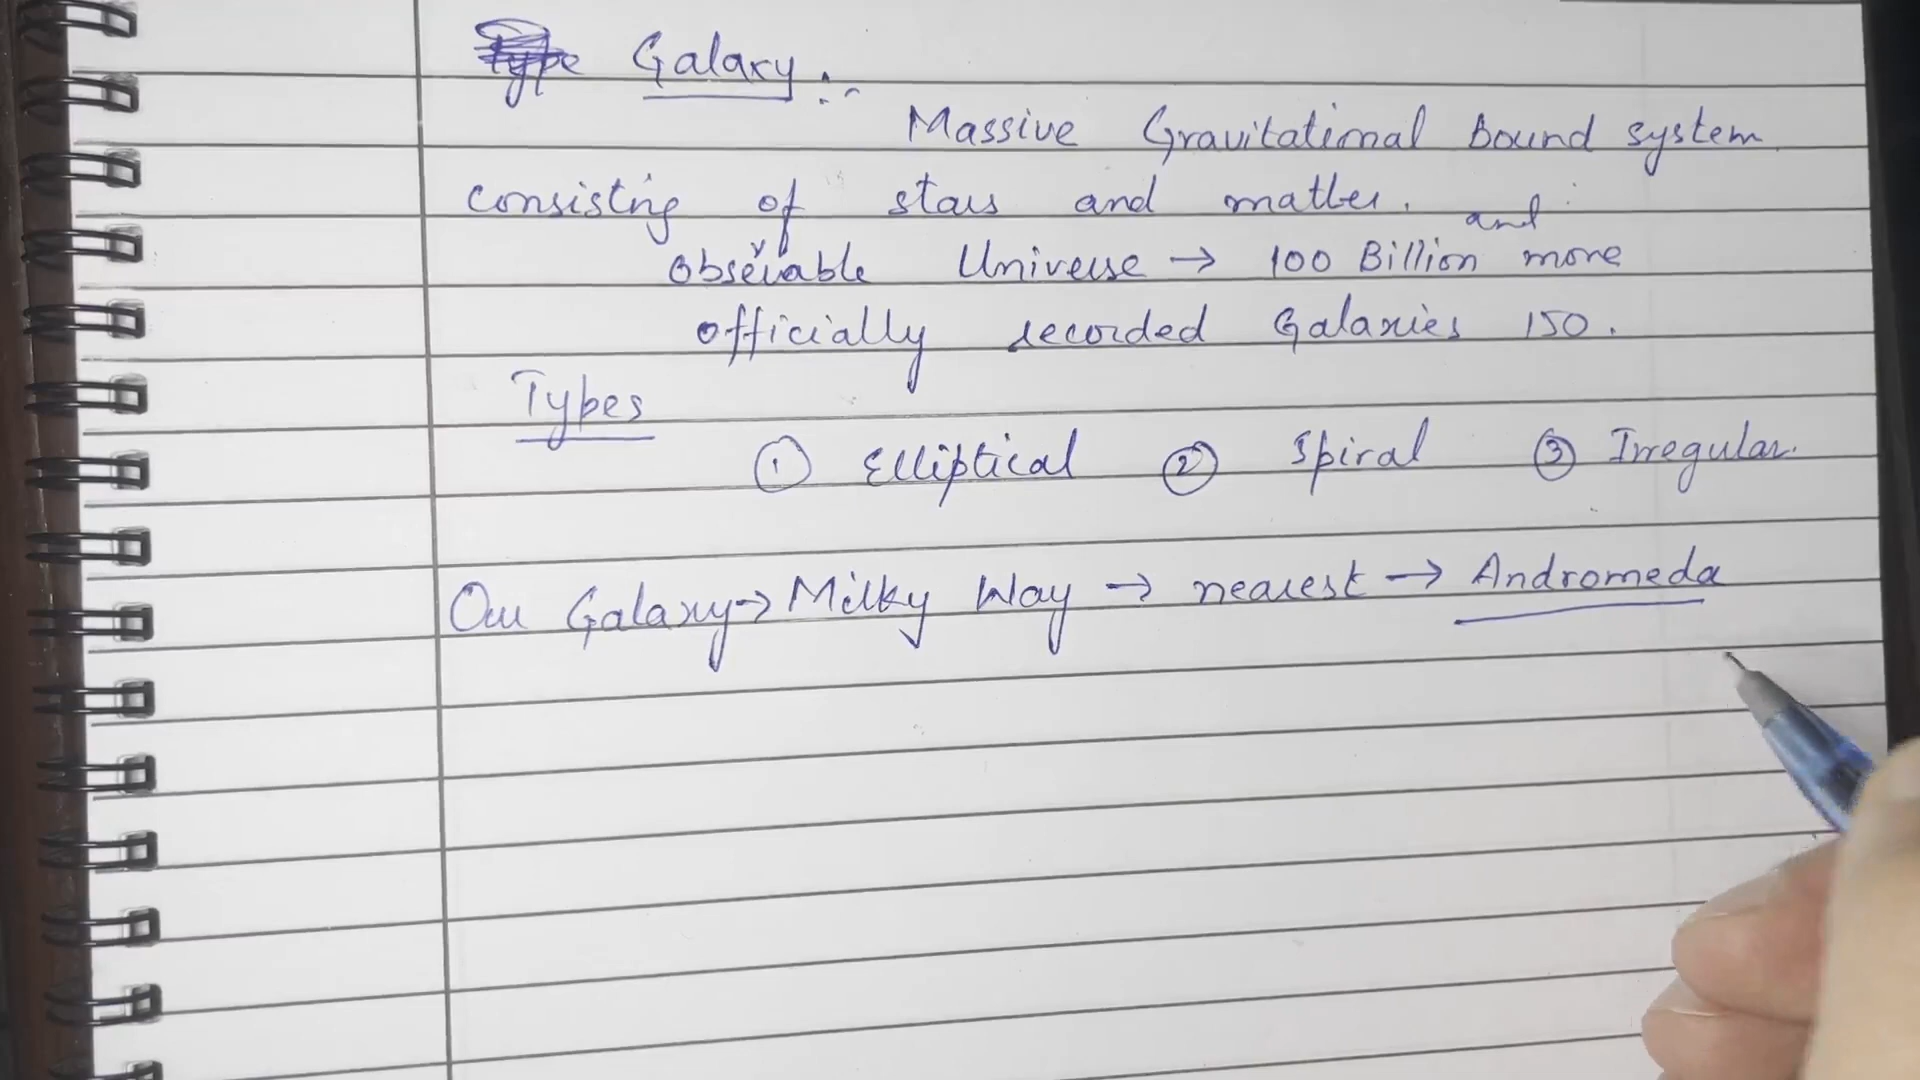 Type Galaxy :-
Massive Gravitational Bound system
consisting of stars and matter.
and
Observable Universe → 100 Billion more
officially recorded Galaxies 150.
Types
① Elliptical ② Spiral ③ Irregular.
Our Galaxy → Milky Way → nearest → Andromeda